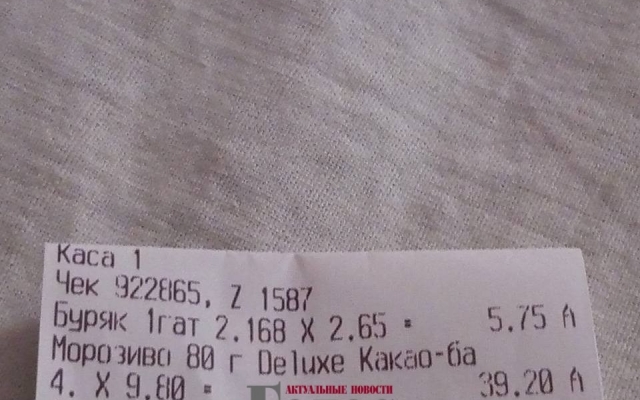 Каса 1
Чек 922865, Z 1587
Буряк 1гат 2.168 X 2.65 = 5.75 А
Морозиво 80 г Deluxe Какао-ба
4. X 9.80 = 39.20 А
АКТУАЛЬНЫЕ НОВОСТИ